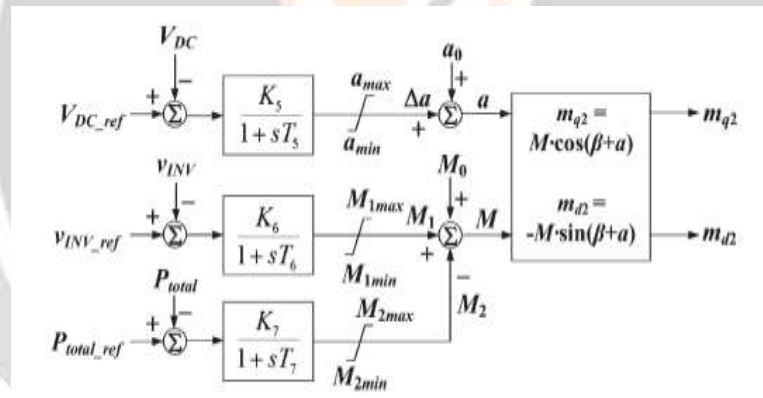 V_DC
V_DC_ref + − Σ K_5 / 1+sT_5 a_max a_min Δa + a_0 + Σ a
m_q2 = M·cos(β+a) m_q2
v_INV
v_INV_ref + − Σ K_6 / 1+sT_6 M_1max M_1min M_1 + M_0 + Σ M
m_d2 = -M·sin(β+a) m_d2
P_total
P_total_ref + − Σ K_7 / 1+sT_7 M_2max M_2min − M_2